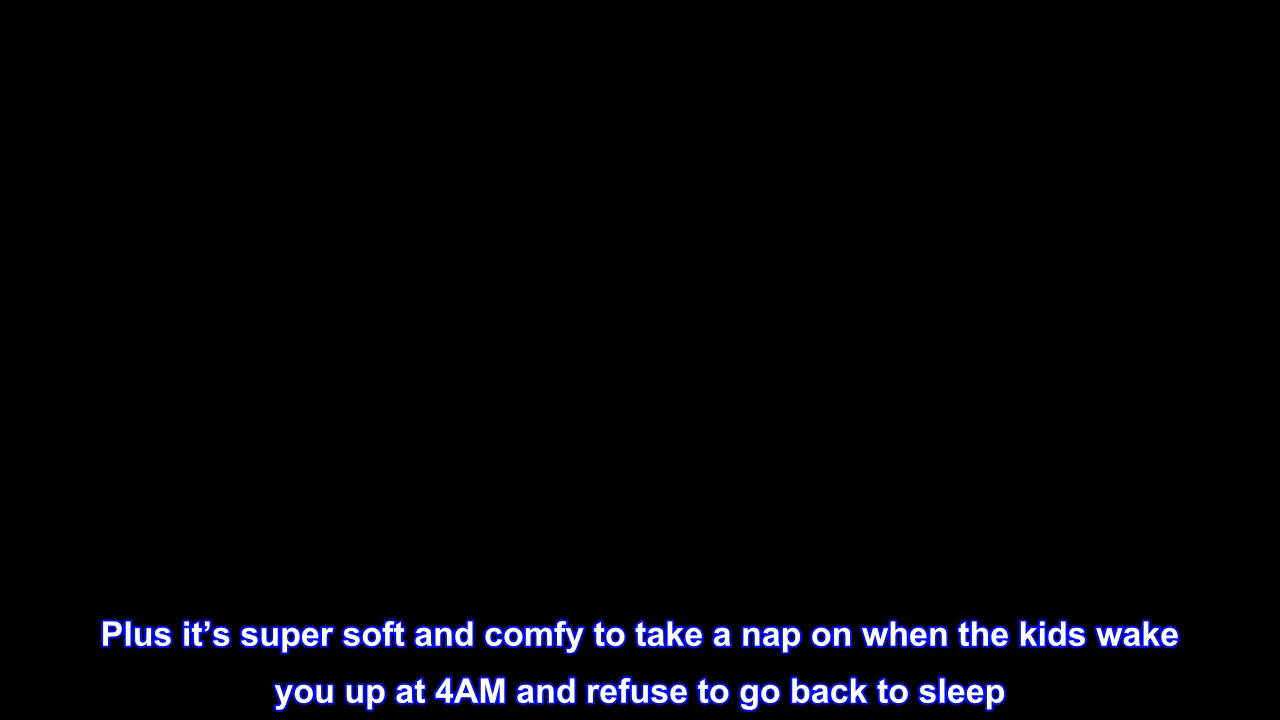 Plus it’s super soft and comfy to take a nap on when the kids wake
you up at 4AM and refuse to go back to sleep